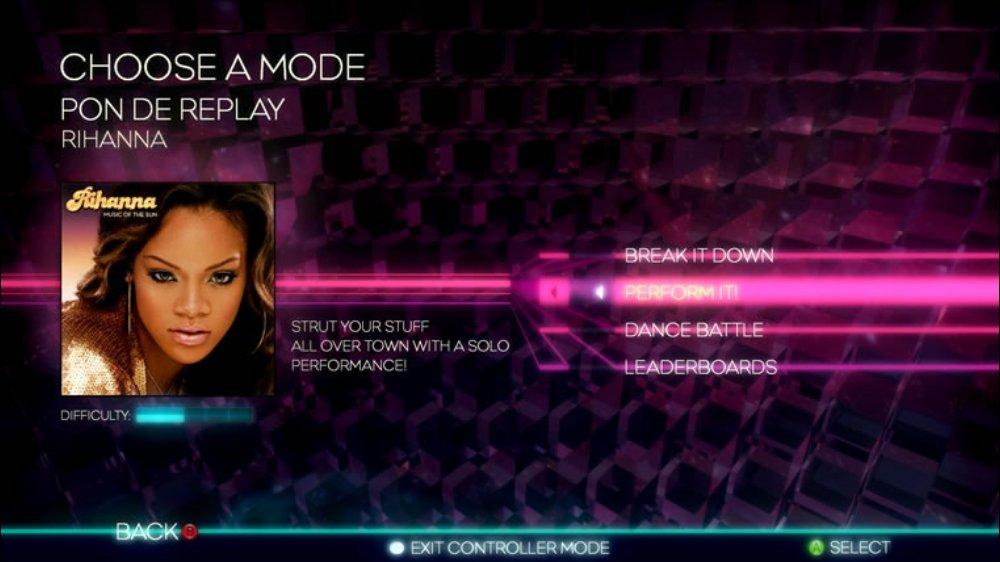 CHOOSE A MODE
PON DE REPLAY
RIHANNA
Rihanna
MUSIC OF THE SUN
BREAK IT DOWN
PERFORM IT!
DANCE BATTLE
LEADERBOARDS
STRUT YOUR STUFF
ALL OVER TOWN WITH A SOLO
PERFORMANCE!
DIFFICULTY:
BACK B
EXIT CONTROLLER MODE
A SELECT